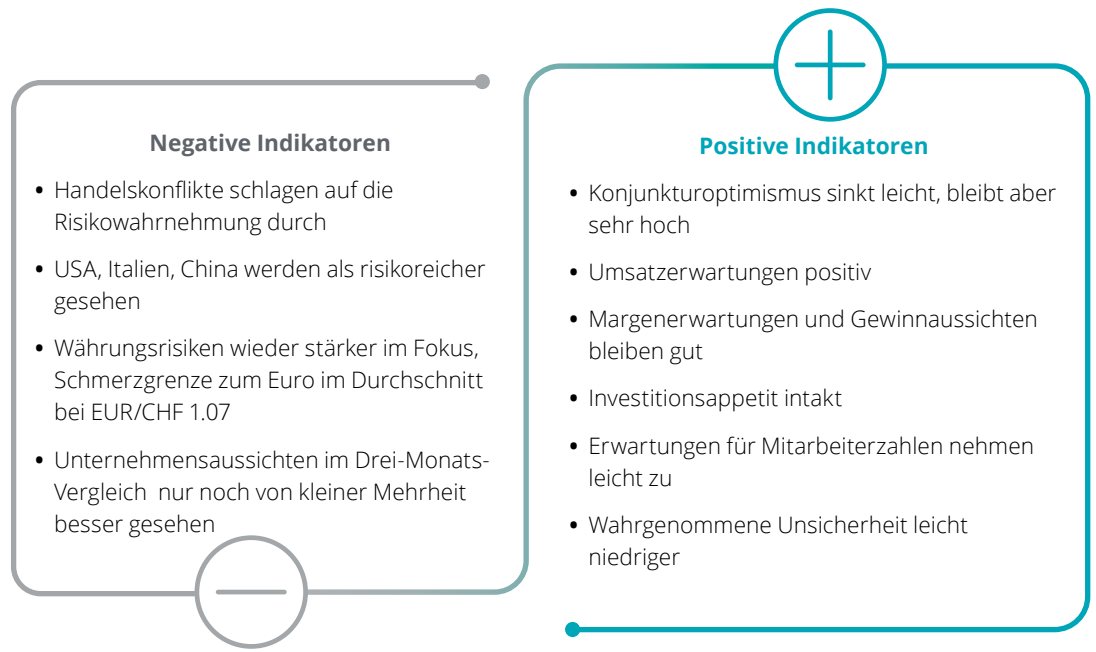 Negative Indikatoren
• Handelskonflikte schlagen auf die
Risikowahrnehmung durch
• USA, Italien, China werden als risikoreicher
gesehen
• Währungsrisiken wieder stärker im Fokus,
Schmerzgrenze zum Euro im Durchschnitt
bei EUR/CHF 1.07
• Unternehmensaussichten im Drei-Monats-
Vergleich nur noch von kleiner Mehrheit
besser gesehen
Positive Indikatoren
• Konjunkturoptimismus sinkt leicht, bleibt aber
sehr hoch
• Umsatzerwartungen positiv
• Margenerwartungen und Gewinnaussichten
bleiben gut
• Investitionsappetit intakt
• Erwartungen für Mitarbeiterzahlen nehmen
leicht zu
• Wahrgenommene Unsicherheit leicht
niedriger